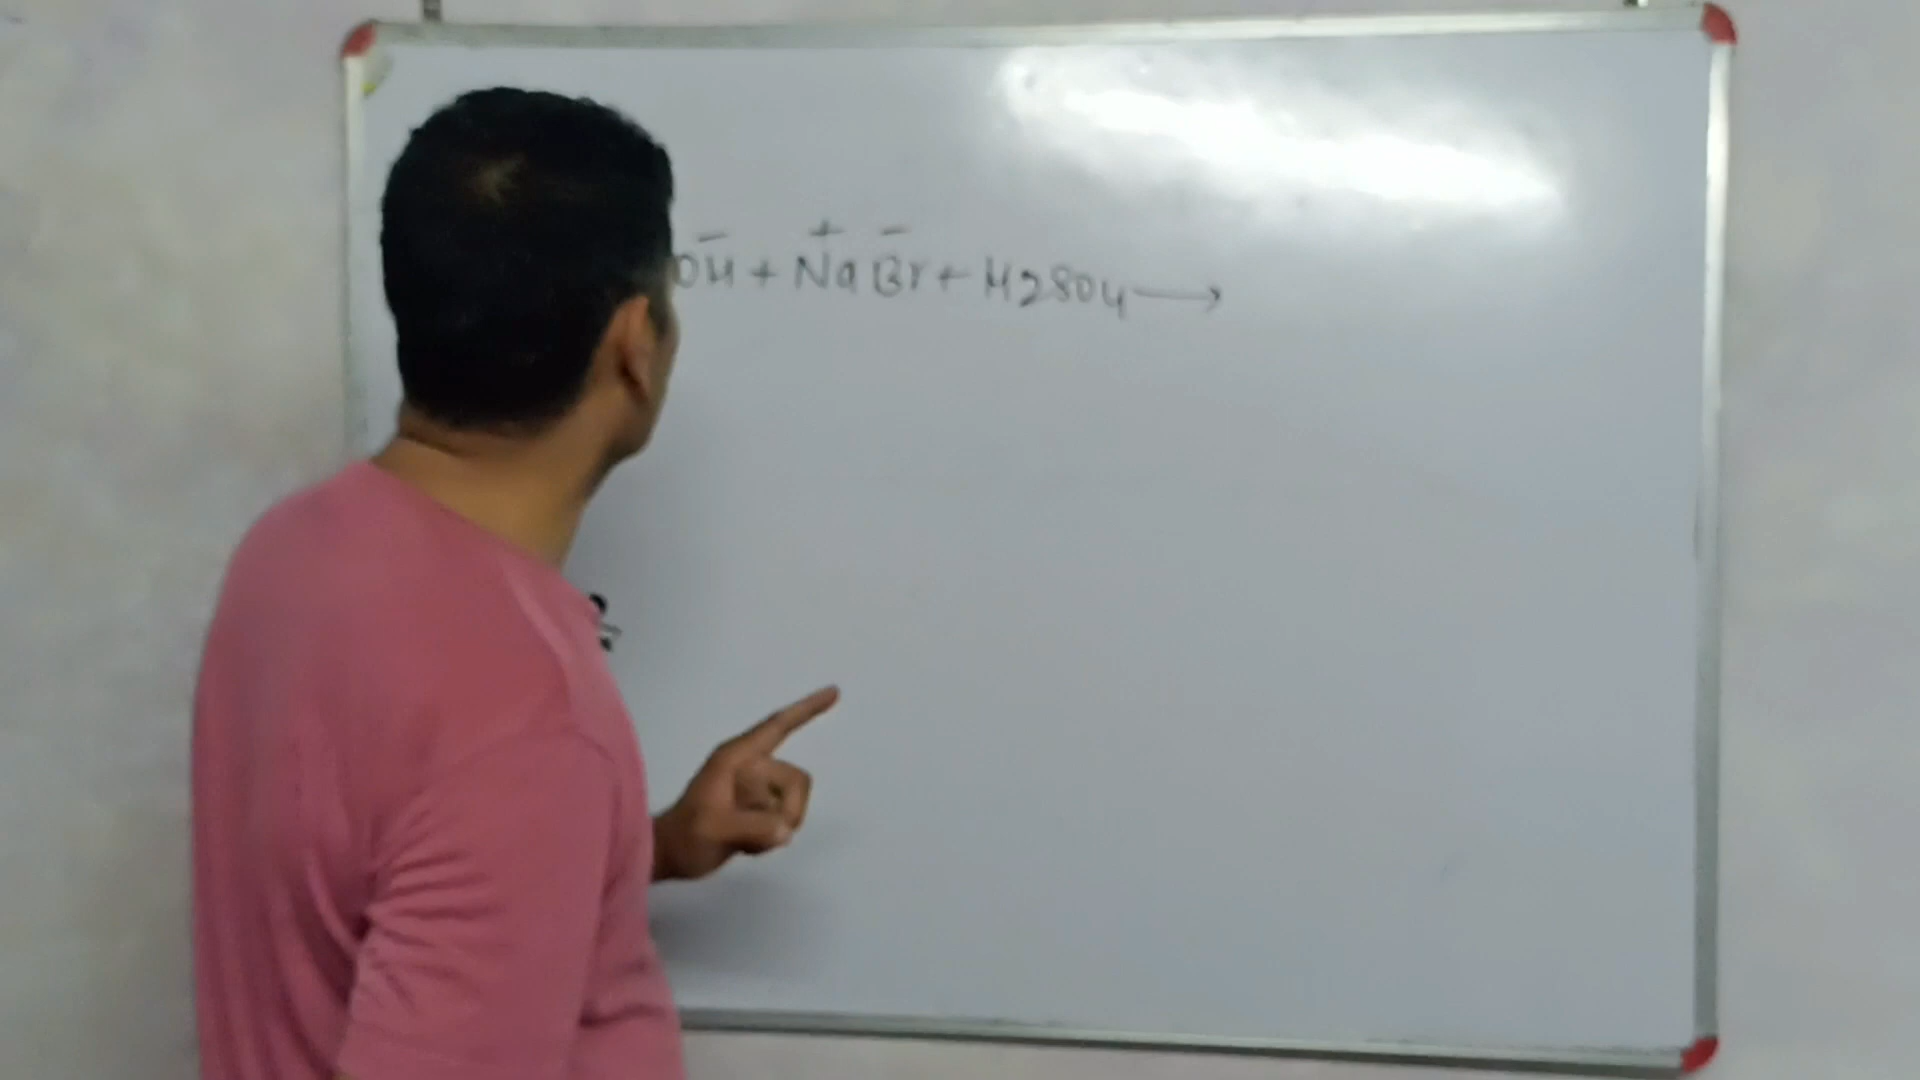 OH + NaBr + H2SO4 ⟶